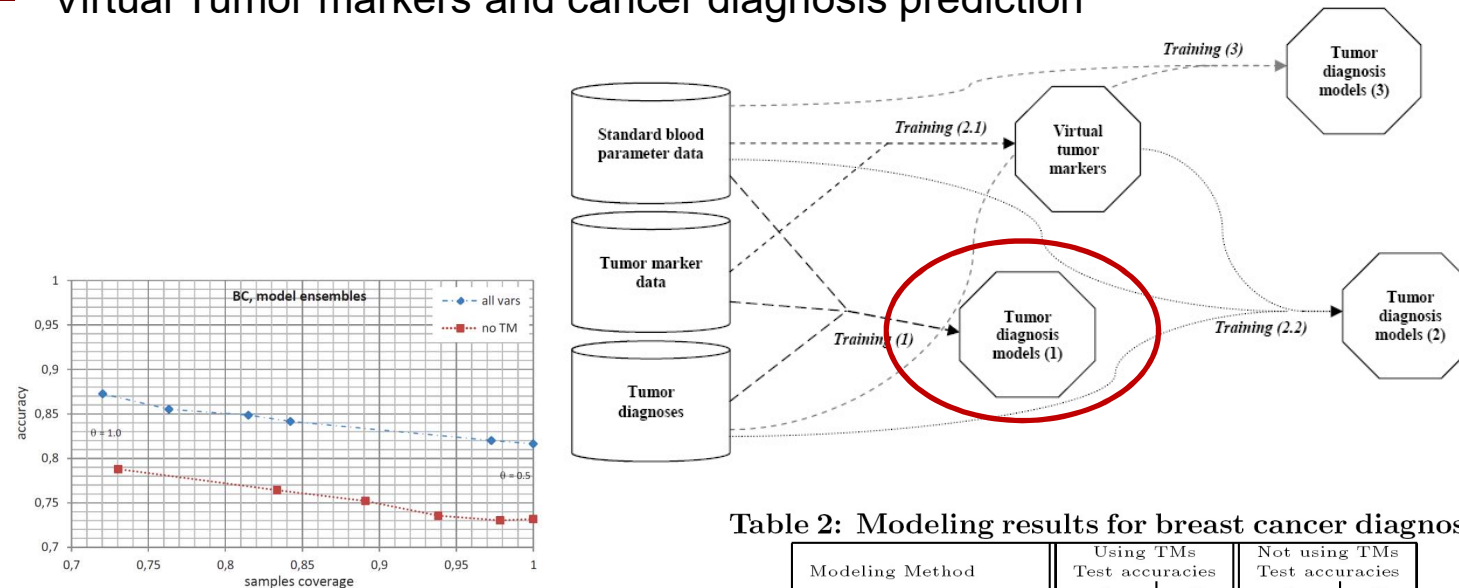 Virtual Tumor markers and cancer diagnosis prediction
Training (3)
Tumor
diagnosis
models (3)
Standard blood
parameter data
Training (2.1)
Virtual
tumor
markers
Tumor marker
data
Training (1)
Tumor
diagnosis
models (1)
Training (2.2)
Tumor
diagnosis
models (2)
Tumor
diagnoses
BC, model ensembles
all vars
no TM
1
0,95
0,9
0,85
0,8
0,75
0,7
accuracy
θ = 1.0
θ = 0.5
0,7 0,75 0,8 0,85 0,9 0,95 1
samples coverage
Table 2: Modeling results for breast cancer diagnos
Using TMs Not using TMs
Modeling Method Test accuracies Test accuracies